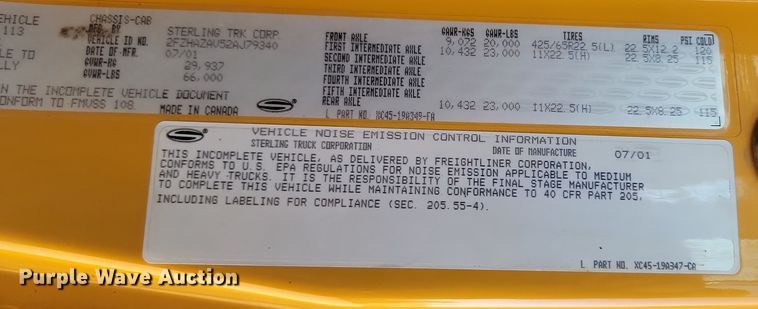 VEHICLE CHASSIS-CAB
113 MFG. BY STERLING TRK CORP.
VEHICLE ID NO. 2FZHAZAV52AJ79340
LE TO DATE OF MFR. 07/01
LLY GVWR-KG 29,937
GVWR-LBS 66,000
N THE INCOMPLETE VEHICLE DOCUMENT
ONFORM TO FMVSS 108. MADE IN CANADA
GAWR-KGS GAWR-LBS TIRES RIMS PSI COLD
FRONT AXLE 9,072 20,000 425/65R22.5(L) 22.5X12.2 120
FIRST INTERMEDIATE AXLE 10,432 23,000 11X22.5(H) 22.5X8.25 115
SECOND INTERMEDIATE AXLE
THIRD INTERMEDIATE AXLE
FOURTH INTERMEDIATE AXLE
FIFTH INTERMEDIATE AXLE
REAR AXLE 10,432 23,000 11X22.5(H) 22.5X8.25 115
L PART NO. XC45-19A349-FA
VEHICLE NOISE EMISSION CONTROL INFORMATION
STERLING TRUCK CORPORATION DATE OF MANUFACTURE 07/01
THIS INCOMPLETE VEHICLE, AS DELIVERED BY FREIGHTLINER CORPORATION,
CONFORMS TO U.S. EPA REGULATIONS FOR NOISE EMISSION APPLICABLE TO MEDIUM
AND HEAVY TRUCKS. IT IS THE RESPONSIBILITY OF THE FINAL STAGE MANUFACTURER
TO COMPLETE THIS VEHICLE WHILE MAINTAINING CONFORMANCE TO 40 CFR PART 205,
INCLUDING LABELING FOR COMPLIANCE (SEC. 205.55-4).
L PART NO. XC45-19A347-CA
Purple Wave Auction